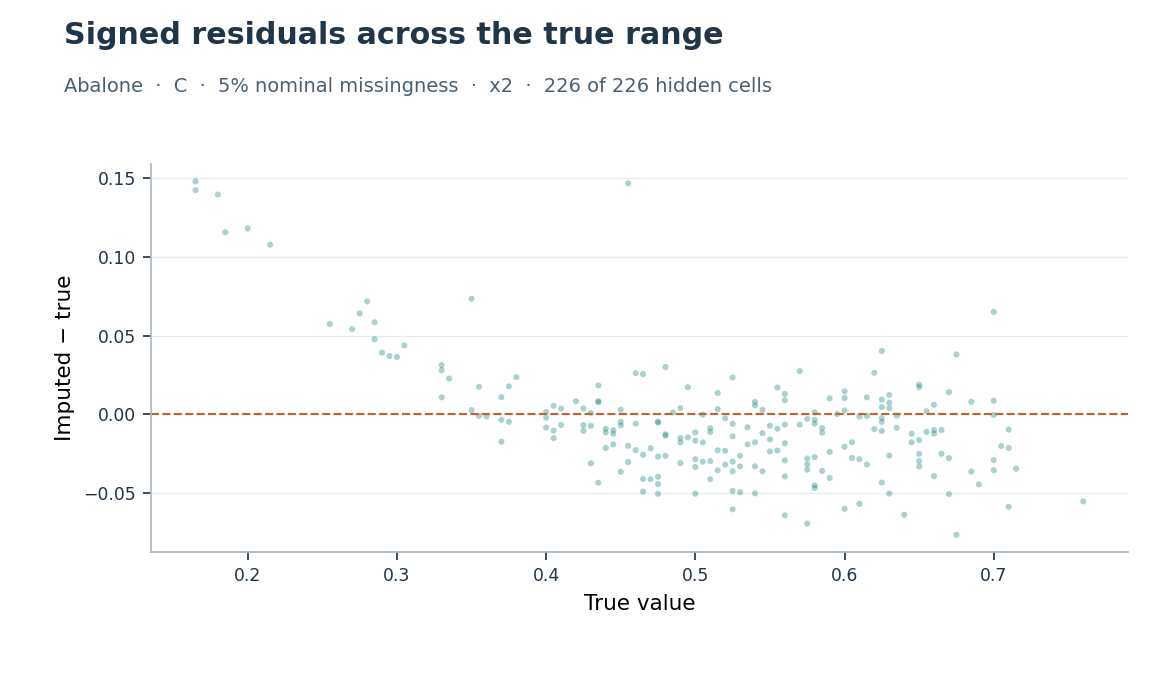 Signed residuals across the true range
Abalone · C · 5% nominal missingness · x2 · 226 of 226 hidden cells
Imputed − true
0.15
0.10
0.05
0.00
−0.05
0.2 0.3 0.4 0.5 0.6 0.7
True value